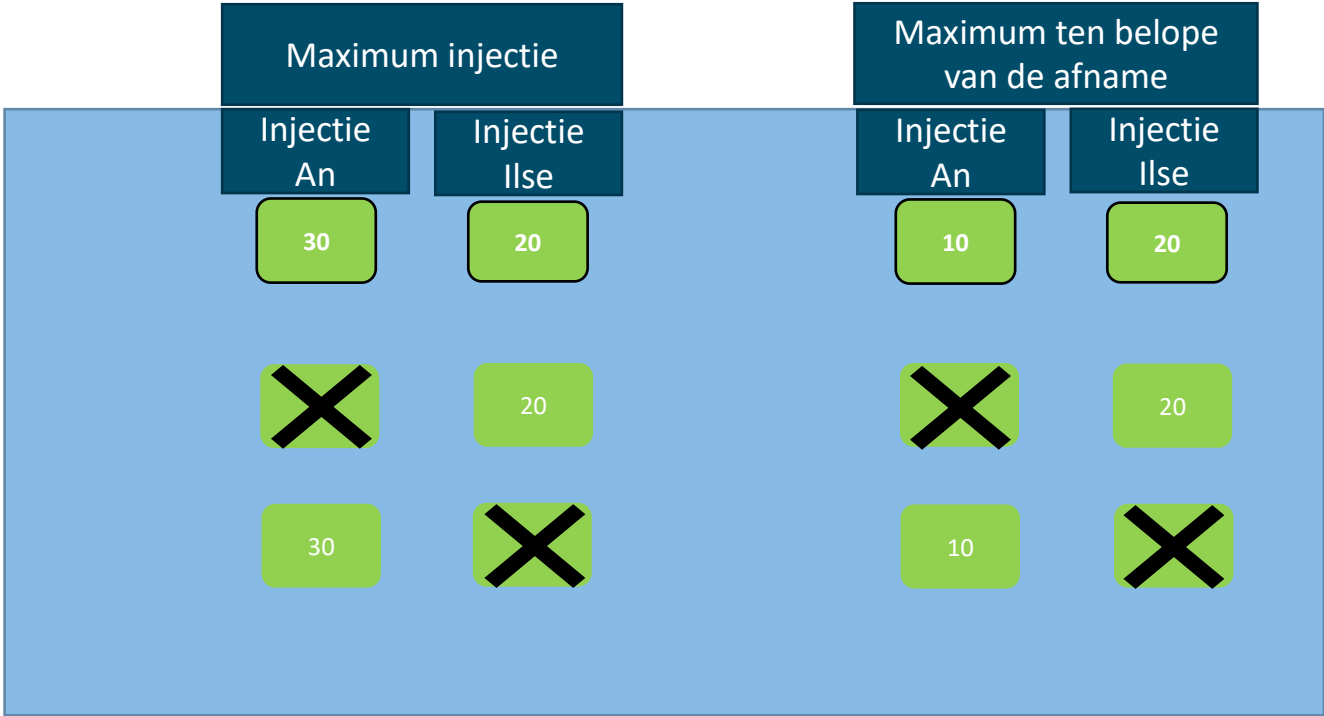 Maximum injectie
Maximum ten belope
van de afname
Injectie
An
Injectie
Ilse
Injectie
An
Injectie
Ilse
30
20
10
20
20
20
30
10